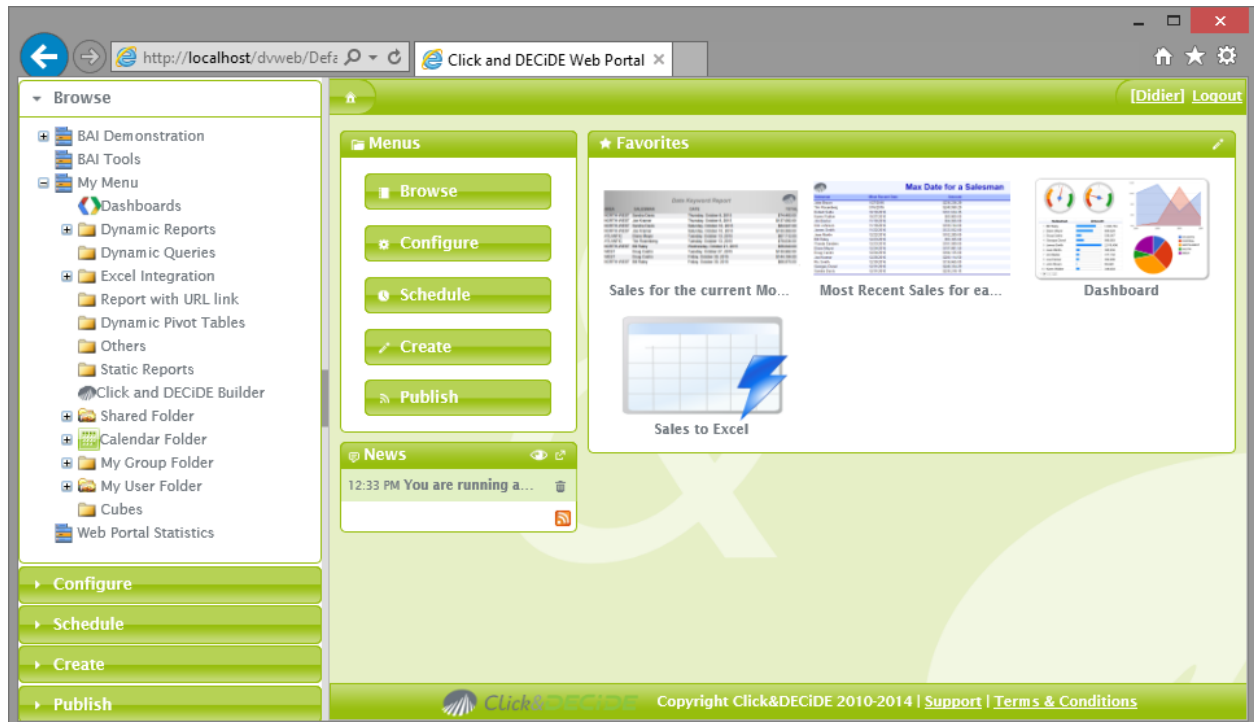 http://localhost/dvweb/Defa
Click and DECiDE Web Portal
Browse
BAI Demonstration
BAI Tools
My Menu
Dashboards
Dynamic Reports
Dynamic Queries
Excel Integration
Report with URL link
Dynamic Pivot Tables
Others
Static Reports
Click and DECiDE Builder
Shared Folder
Calendar Folder
My Group Folder
My User Folder
Cubes
Web Portal Statistics
Configure
Schedule
Create
Publish
[Didier] Logout
Menus
Browse
Configure
Schedule
Create
Publish
News
12:33 PM You are running a...
Favorites
Date Keyword Report
Sales for the current Mo...
Max Date for a Salesman
Most Recent Sales for ea...
Dashboard
Sales to Excel
Click&DECiDE
Copyright Click&DECiDE 2010-2014 | Support | Terms & Conditions